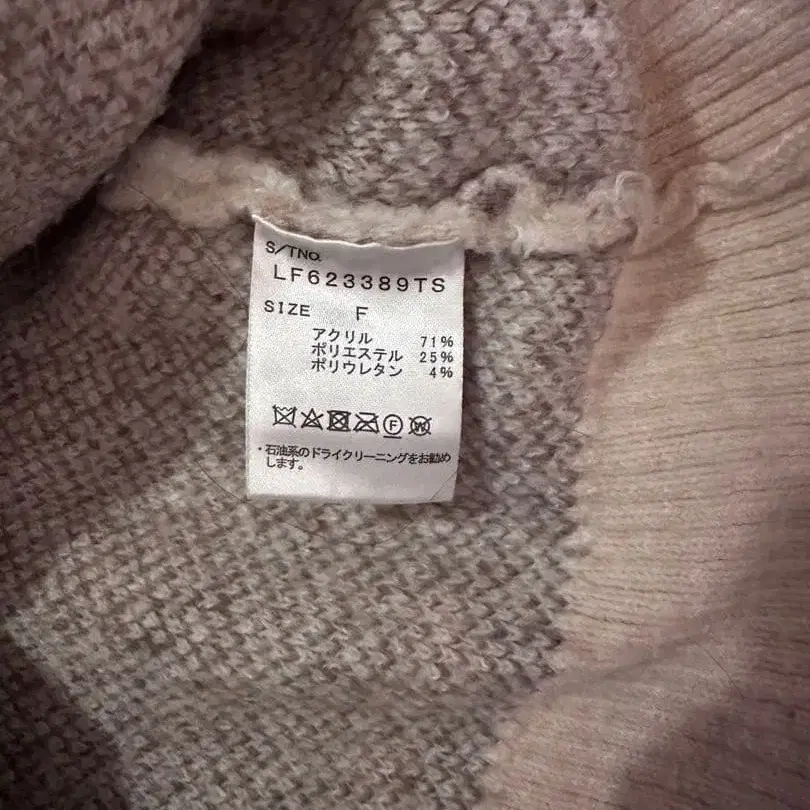 S/TNO.
LF623389TS
SIZE F
アクリル 71%
ポリエステル 25%
ポリウレタン 4%
F W
・石油系のドライクリーニングをお勧め
します。